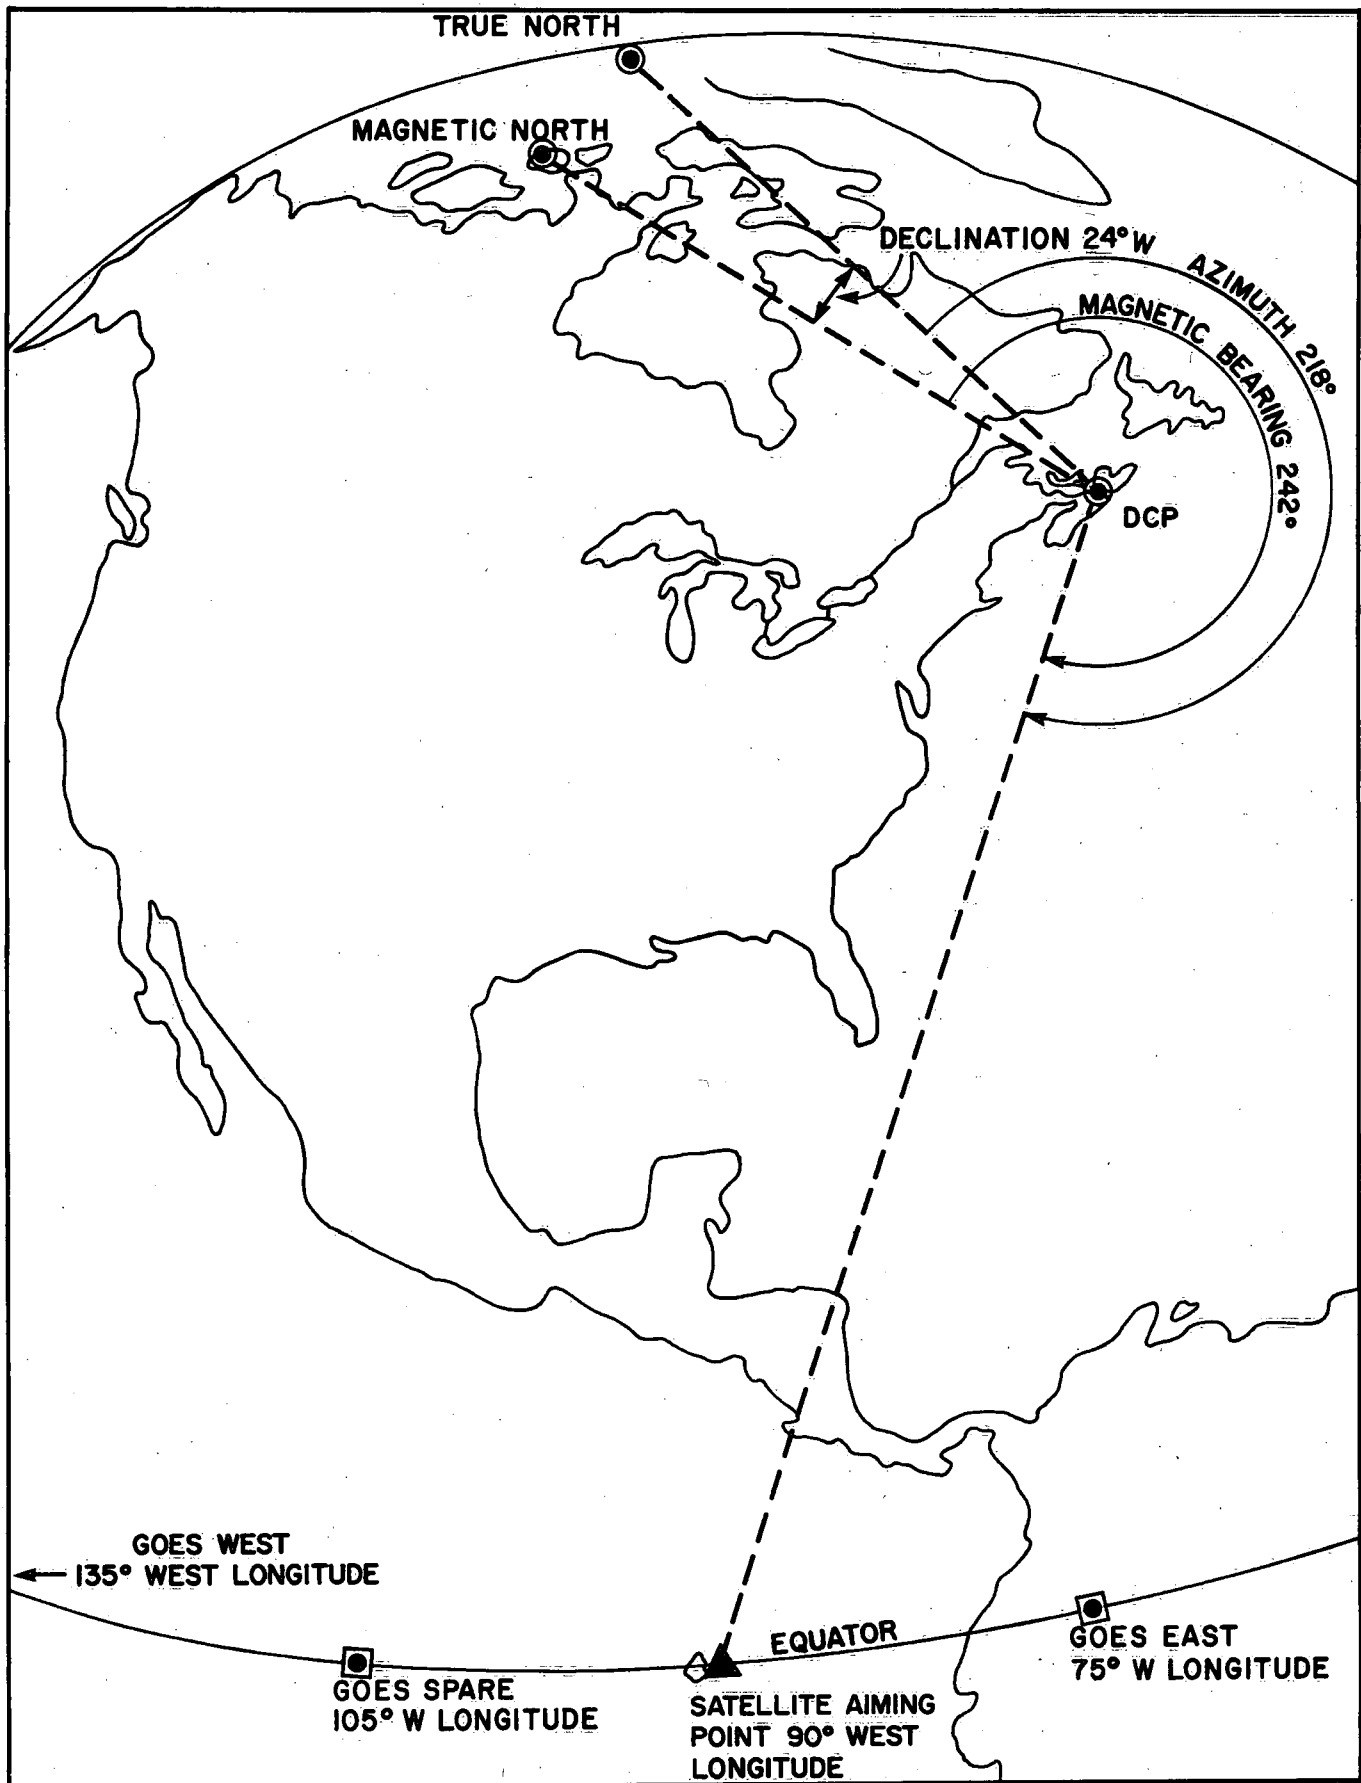 TRUE NORTH
MAGNETIC NORTH
DECLINATION 24° W
AZIMUTH 218°
MAGNETIC BEARING 242°
DCP
GOES WEST
135° WEST LONGITUDE
EQUATOR
GOES EAST
75° W LONGITUDE
GOES SPARE
105° W LONGITUDE
SATELLITE AIMING
POINT 90° WEST
LONGITUDE